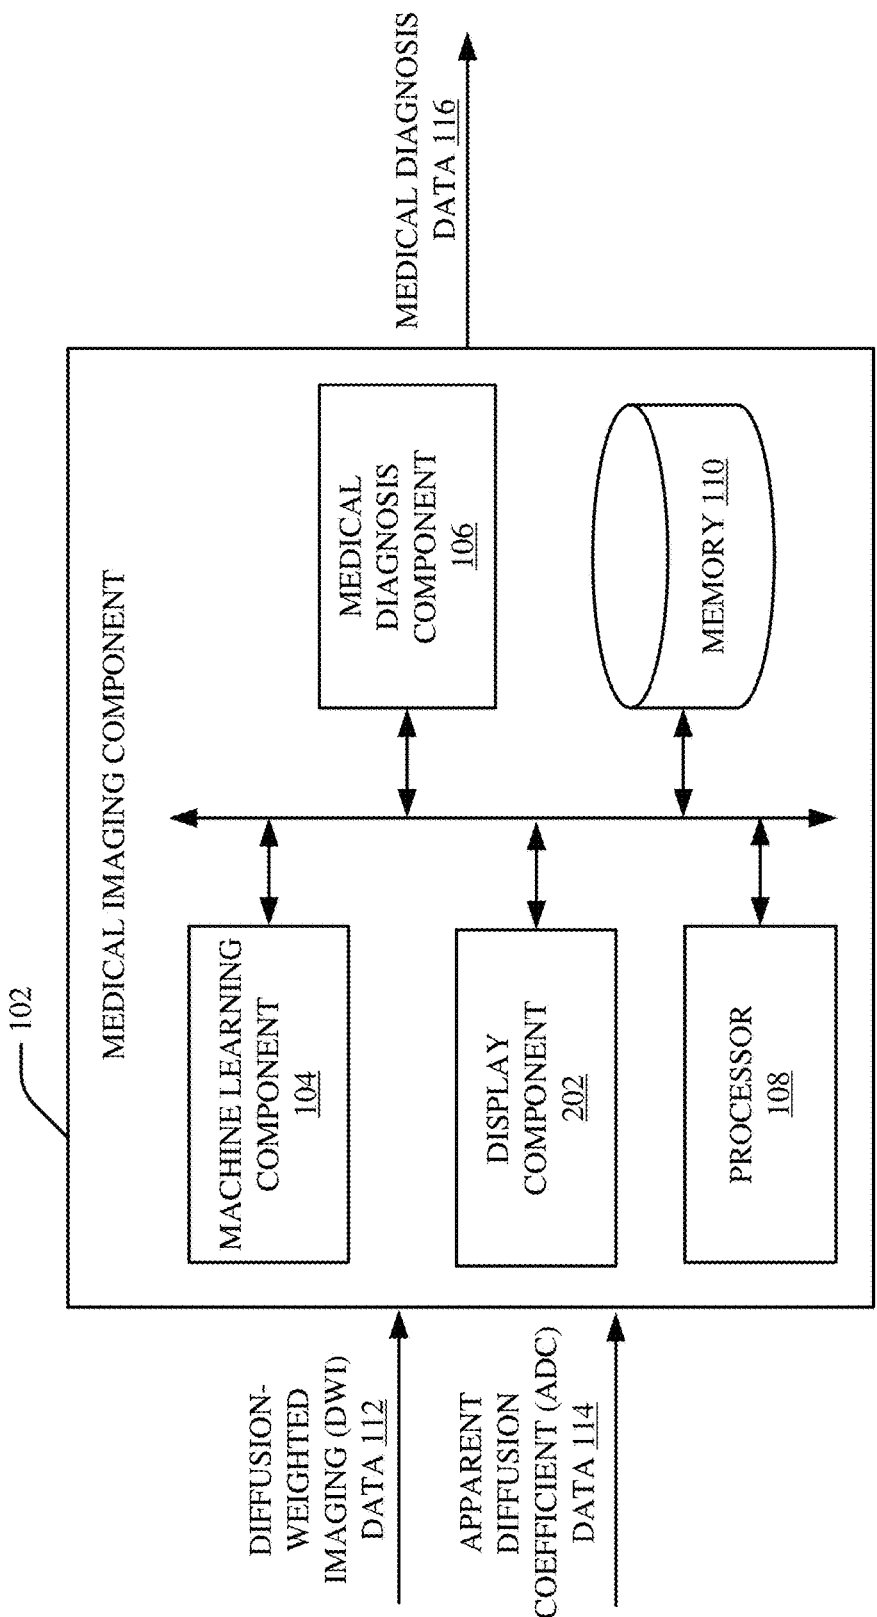 102
MEDICAL IMAGING COMPONENT
DIFFUSION-
WEIGHTED
IMAGING (DWI)
DATA 112
APPARENT
DIFFUSION
COEFFICIENT (ADC)
DATA 114
MACHINE LEARNING
COMPONENT
104
DISPLAY
COMPONENT
202
PROCESSOR
108
MEDICAL
DIAGNOSIS
COMPONENT
106
MEMORY 110
MEDICAL DIAGNOSIS
DATA 116